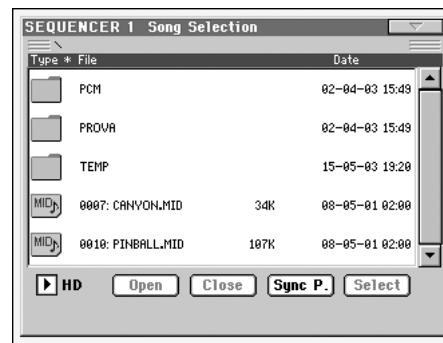 SEQUENCER 1 Song Selection
Type * File Date
PCM 02-04-03 15:49
PROVA 02-04-03 15:49
TEMP 15-05-03 19:20
MID 0007: CANYON.MID 34K 08-05-01 02:00
MID 0010: PINBALL.MID 107K 08-05-01 02:00
HD Open Close Sync P. Select